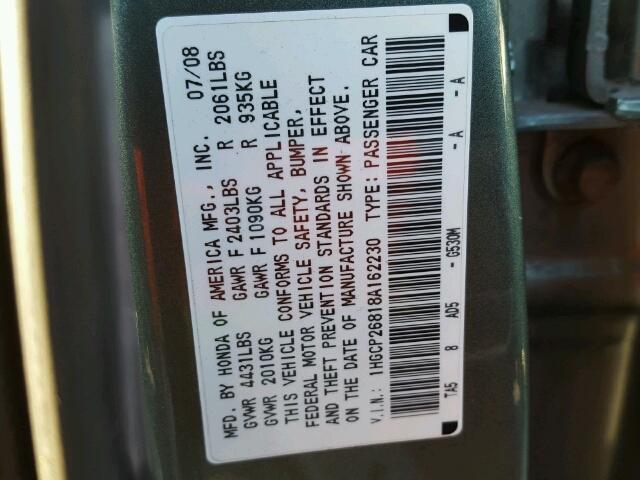 MFD. BY HONDA OF AMERICA MFG., INC. 07/08
GVWR 4431LBS GAWR F 2403LBS R 2061LBS
GVWR 2010KG GAWR F 1090KG R 935KG
THIS VEHICLE CONFORMS TO ALL APPLICABLE
FEDERAL MOTOR VEHICLE SAFETY, BUMPER,
AND THEFT PREVENTION STANDARDS IN EFFECT
ON THE DATE OF MANUFACTURE SHOWN ABOVE.
V.I.N.: 1HGCP26818A162230 TYPE: PASSENGER CAR
TA5 8 AD5 -G530M -A -A